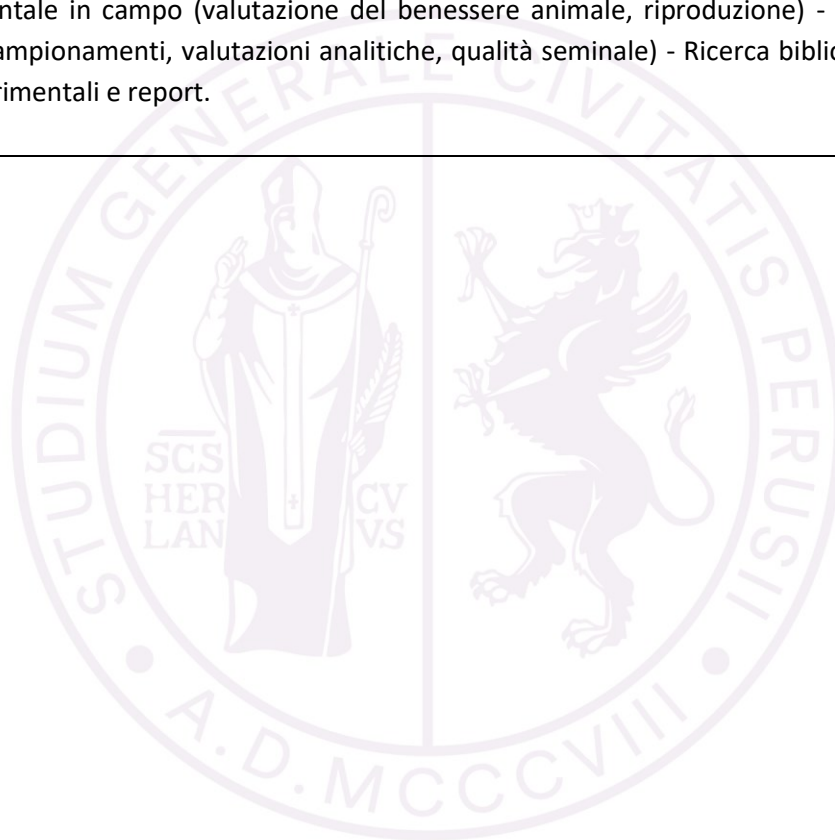 ntale in campo (valutazione del benessere animale, riproduzione) -
ampionamenti, valutazioni analitiche, qualità seminale) - Ricerca biblio
rimentali e report.
STUDIUM GENERALE CIVITATIS PERUSII
SCS
HER
LAN
CV
VS
A.D. MCCCVIII